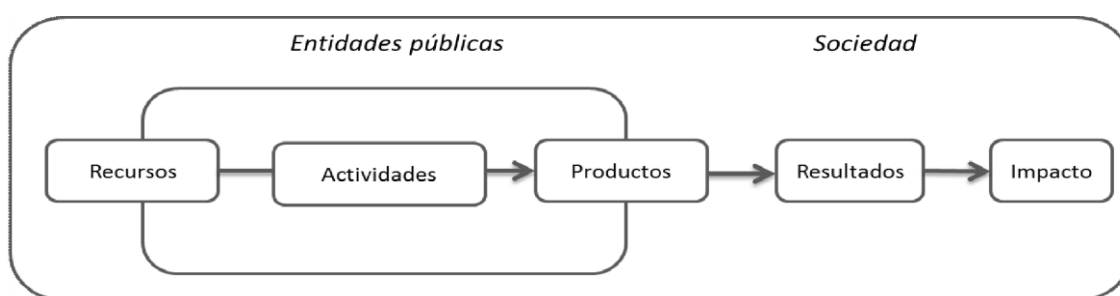 Entidades públicas
Sociedad
Recursos
Actividades
Productos
Resultados
Impacto